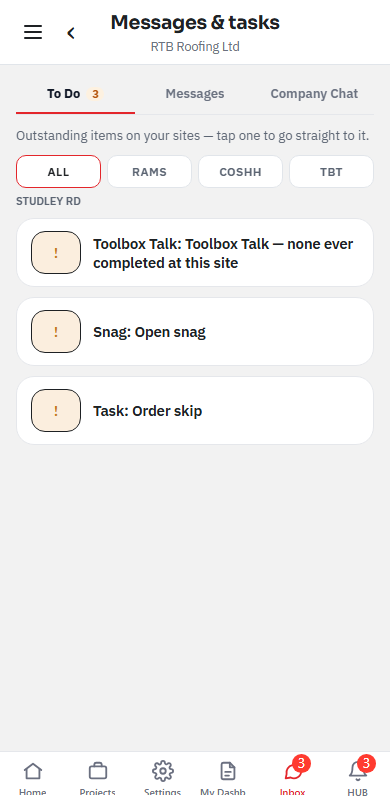 Messages & tasks
RTB Roofing Ltd
To Do 3
Messages
Company Chat
Outstanding items on your sites — tap one to go straight to it.
ALL
RAMS
COSHH
TBT
STUDLEY RD
!
Toolbox Talk: Toolbox Talk — none ever
completed at this site
!
Snag: Open snag
!
Task: Order skip
3
3
Home
Projects
Settings
My Dashb
Inbox
HUB